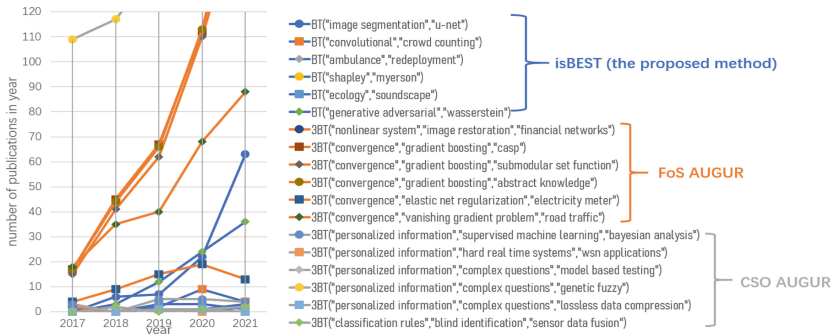 120
110
100
90
80
70
60
50
40
30
20
10
0
number of publications in year
2017 2018 2019 2020 2021
year
BT("image segmentation","u-net)
BT("convolutional","crowd counting")
BT("ambulance","redeployment")
BT("shapley","myerson")
BT("ecology","soundscape")
BT("generative adversarial","wasserstein")
3BT("nonlinear system","image restoration","financial networks")
3BT("convergence","gradient boosting","casp")
3BT("convergence","gradient boosting","submodular set function")
3BT("convergence","gradient boosting","abstract knowledge")
3BT("convergence","elastic net regularization","electricity meter")
3BT("convergence","vanishing gradient problem","road traffic")
3BT("personalized information","supervised machine learning","bayesian analysis")
3BT("personalized information","hard real time systems","wsn applications")
3BT("personalized information","complex questions","model based testing")
3BT("personalized information","complex questions","genetic fuzzy")
3BT("personalized information","complex questions","lossless data compression)
3BT("classification rules","blind identification","sensor data fusion")
isBEST (the proposed method)
FoS AUGUR
CSO AUGUR